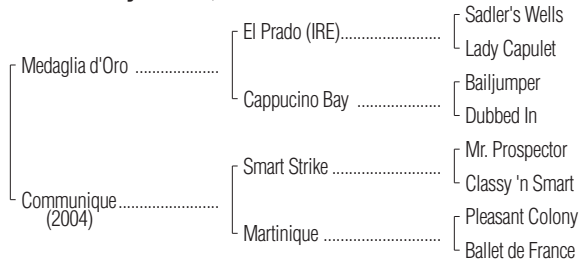 Sadler's Wells
El Prado (IRE)....................
Lady Capulet
Medaglia d'Oro ....................
Bailjumper
Cappucino Bay ....................
Dubbed In
Mr. Prospector
Smart Strike ..........................
Classy 'n Smart
Communique........................
(2004)
Pleasant Colony
Martinique .............................
Ballet de France